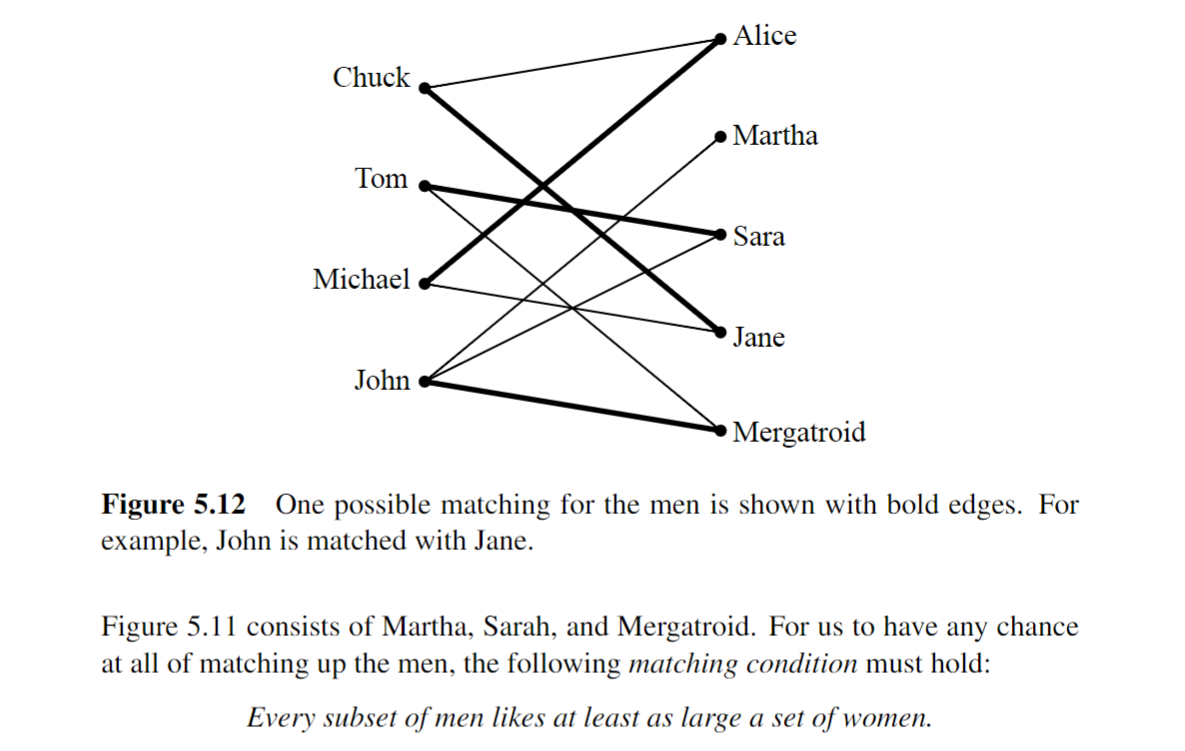 Alice
Chuck
Martha
Tom
Sara
Michael
Jane
John
Mergatroid
Figure 5.12 One possible matching for the men is shown with bold edges. For
example, John is matched with Jane.
Figure 5.11 consists of Martha, Sarah, and Mergatroid. For us to have any chance
at all of matching up the men, the following matching condition must hold:
Every subset of men likes at least as large a set of women.